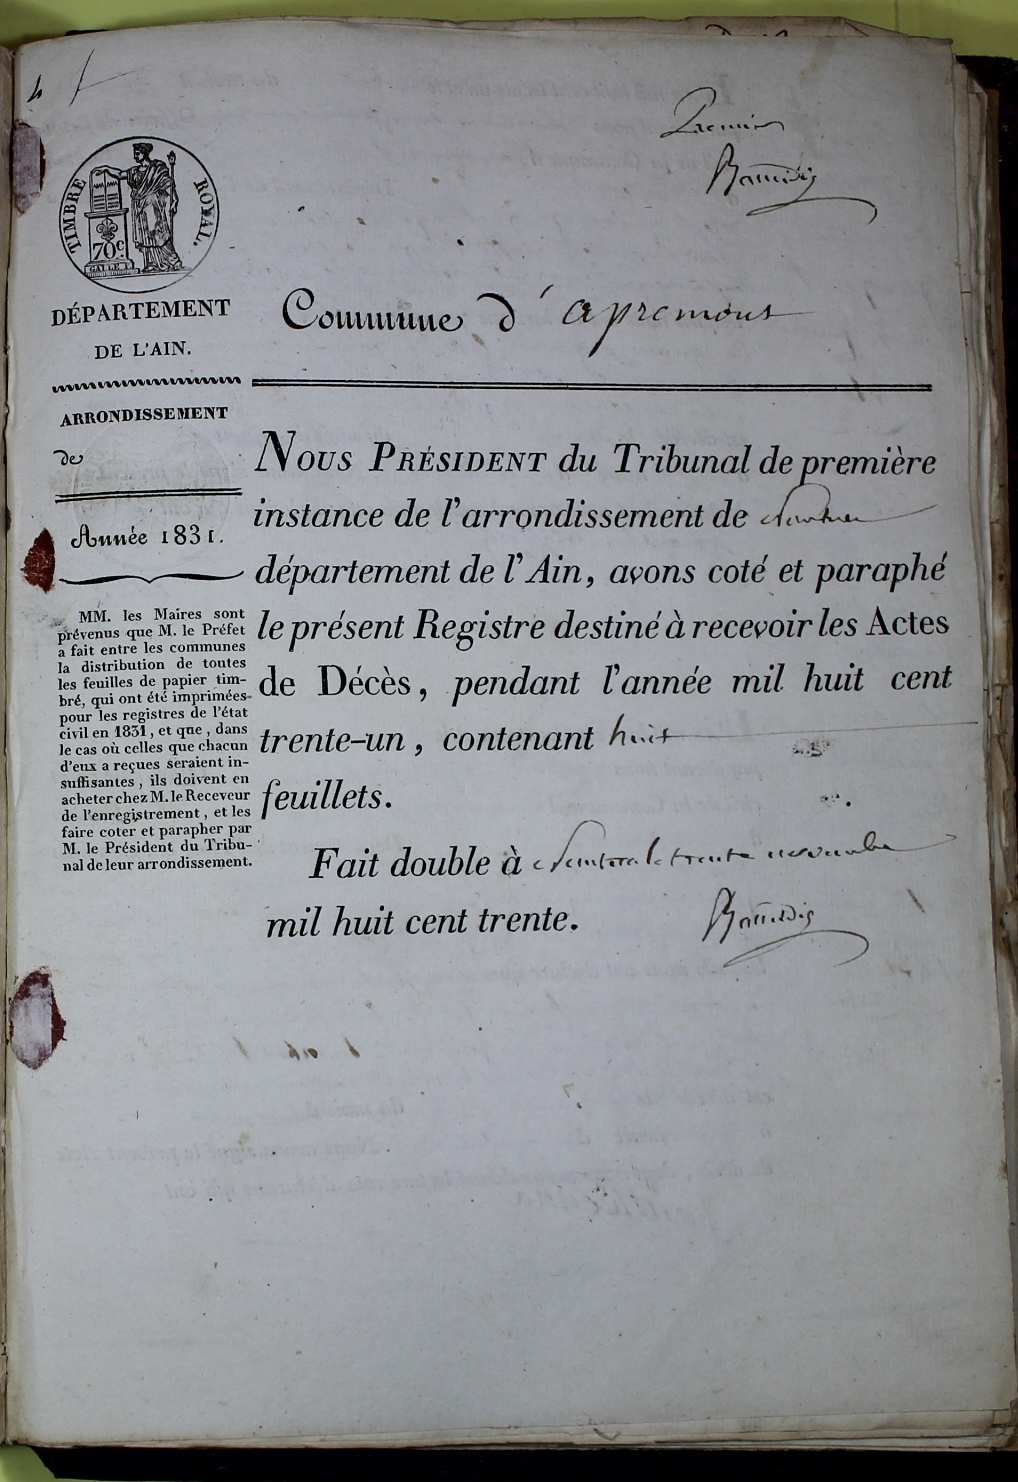 Premier
TIMBRE ROYAL.
70c.
DÉPARTEMENT
DE L'AIN.
ARRONDISSEMENT
de
Année 1831.
MM. les Maires sont
prévenus que M. le Préfet
a fait entre les communes
la distribution de toutes
les feuilles de papier tim-
bré, qui ont été imprimées
pour les registres de l'état
civil en 1831, et que, dans
le cas où celles que chacun
d'eux a reçues seraient in-
suffisantes, ils doivent en
acheter chez M. le Receveur
de l'enregistrement, et les
faire coter et parapher par
M. le Président du Tribu-
nal de leur arrondissement.
Commune d'apremont
NOUS PRÉSIDENT du Tribunal de première
instance de l'arrondissement de Nantua
département de l'Ain, avons coté et paraphé
le présent Registre destiné à recevoir les Actes
de Décès, pendant l'année mil huit cent
trente-un, contenant huit
feuillets.
Fait double à Nantua le trente novembre
mil huit cent trente.